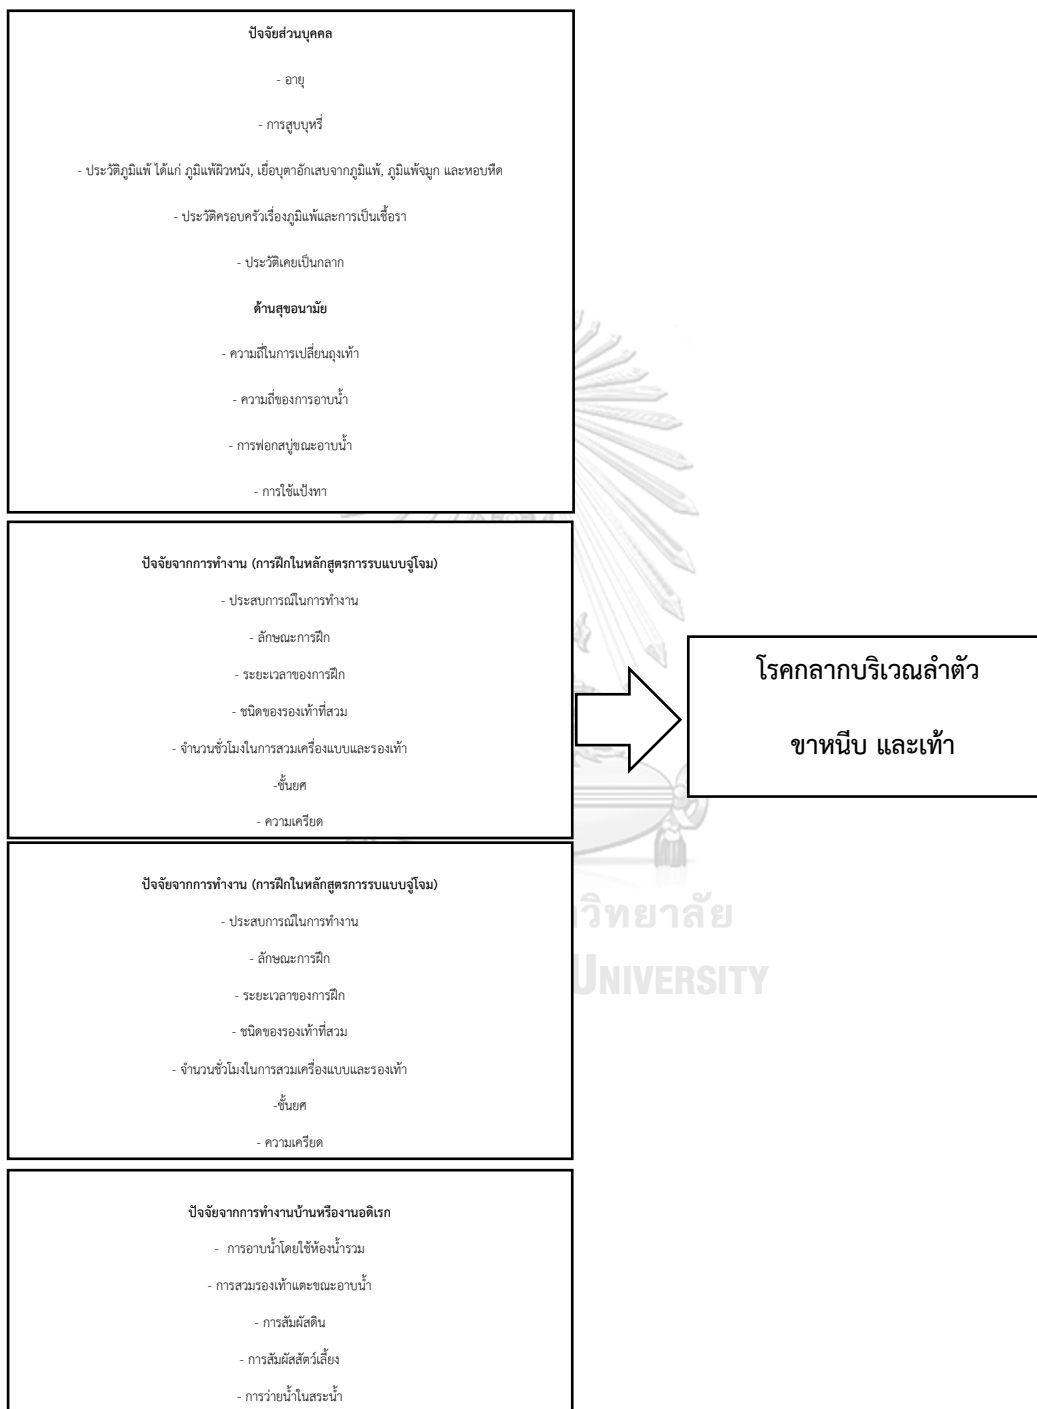 ปัจจัยส่วนบุคคล
- อายุ
- การสูบบุหรี่
- ประวัติภูมิแพ้ ได้แก่ ภูมิแพ้ผิวหนัง, เยื่อบุตาอักเสบจากภูมิแพ้, ภูมิแพ้จมูก และหอบหืด
- ประวัติครอบครัวเรื่องภูมิแพ้และการเป็นเชื้อรา
- ประวัติเคยเป็นกลาก
ด้านสุขอนามัย
- ความถี่ในการเปลี่ยนถุงเท้า
- ความถี่ของการอาบน้ำ
- การฟอกสบู่ขณะอาบน้ำ
- การใช้แป้งทา
ปัจจัยจากการทำงาน (การฝึกในหลักสูตรการรบแบบจู่โจม)
- ประสบการณ์ในการทำงาน
- ลักษณะการฝึก
- ระยะเวลาของการฝึก
- ชนิดของรองเท้าที่สวม
- จำนวนชั่วโมงในการสวมเครื่องแบบและรองเท้า
-ชั้นยศ
- ความเครียด
โรคกลากบริเวณลำตัว
ขาหนีบ และเท้า
ปัจจัยจากการทำงาน (การฝึกในหลักสูตรการรบแบบจู่โจม)
- ประสบการณ์ในการทำงาน
- ลักษณะการฝึก
- ระยะเวลาของการฝึก
- ชนิดของรองเท้าที่สวม
- จำนวนชั่วโมงในการสวมเครื่องแบบและรองเท้า
-ชั้นยศ
- ความเครียด
วิทยาลัย
UNIVERSITY
ปัจจัยจากการทำงานบ้านหรืองานอดิเรก
- การอาบน้ำโดยใช้ห้องน้ำรวม
- การสวมรองเท้าแตะขณะอาบน้ำ
- การสัมผัสดิน
- การสัมผัสสัตว์เลี้ยง
- การว่ายน้ำในสระน้ำ